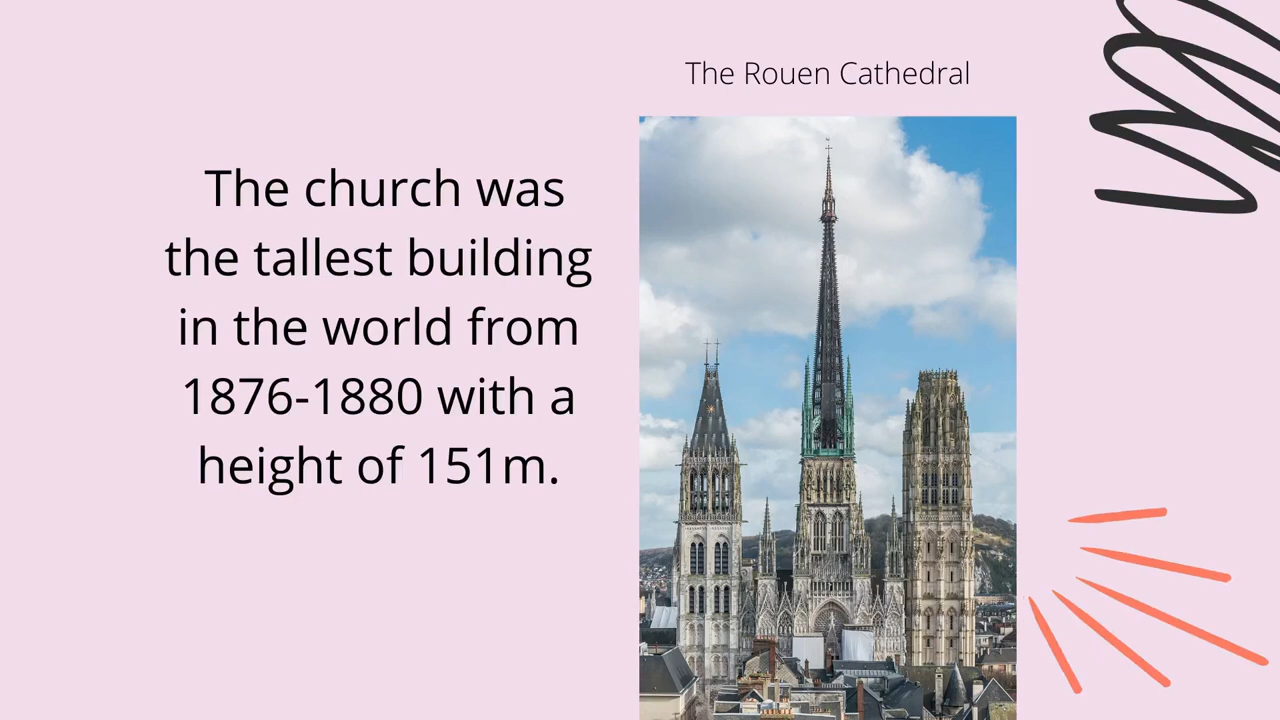 The Rouen Cathedral
The church was
the tallest building
in the world from
1876-1880 with a
height of 151m.